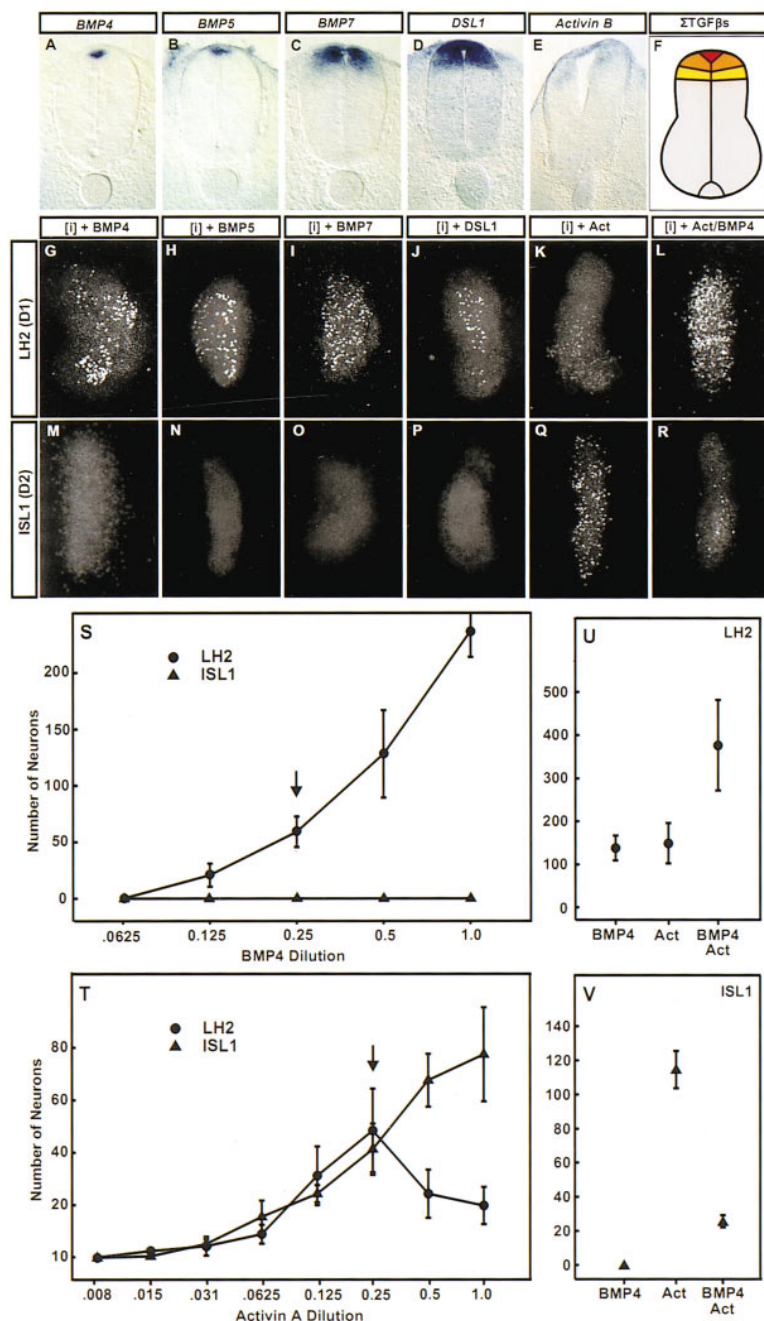 BMP4 BMP5 BMP7 DSL1 Activin B ΣTGFβs
A B C D E F
[i] + BMP4 [i] + BMP5 [i] + BMP7 [i] + DSL1 [i] + Act [i] + Act/BMP4
G H I J K L
LH2 (D1)
M N O P Q R
ISL1 (D2)
S
LH2
ISL1
200
150
100
50
0
Number of Neurons
.0625 0.125 0.25 0.5 1.0
BMP4 Dilution
U LH2
500
400
300
200
100
0
BMP4 Act BMP4
Act
T
LH2
ISL1
80
60
40
20
10
Number of Neurons
.008 .015 .031 .0625 0.125 0.25 0.5 1.0
Activin A Dilution
V ISL1
140
120
100
80
60
40
20
0
BMP4 Act BMP4
Act